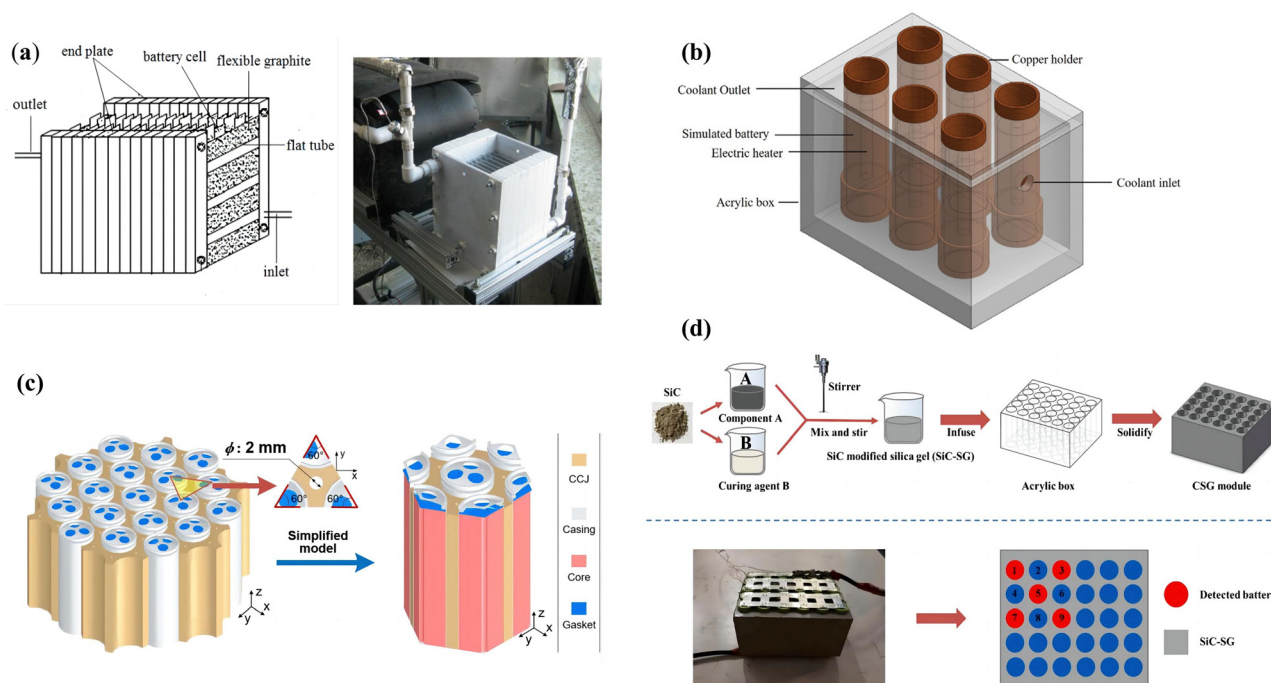 (a)
end plate
battery cell
flexible graphite
outlet
flat tube
inlet
(b)
Copper holder
Coolant Outlet
Simulated battery
Electric heater
Coolant inlet
Acrylic box
(c)
ϕ: 2 mm
60°
y
x
60°
60°
Simplified
model
z
x
y
z
x
y
CCJ
Casing
Core
Gasket
(d)
SiC
A
Component A
B
Curing agent B
Stirrer
Mix and stir
SiC modified silica gel (SiC-SG)
Infuse
Acrylic box
Solidify
CSG module
1 2 3
4 5 6
7 8 9
Detected batter
SiC-SG